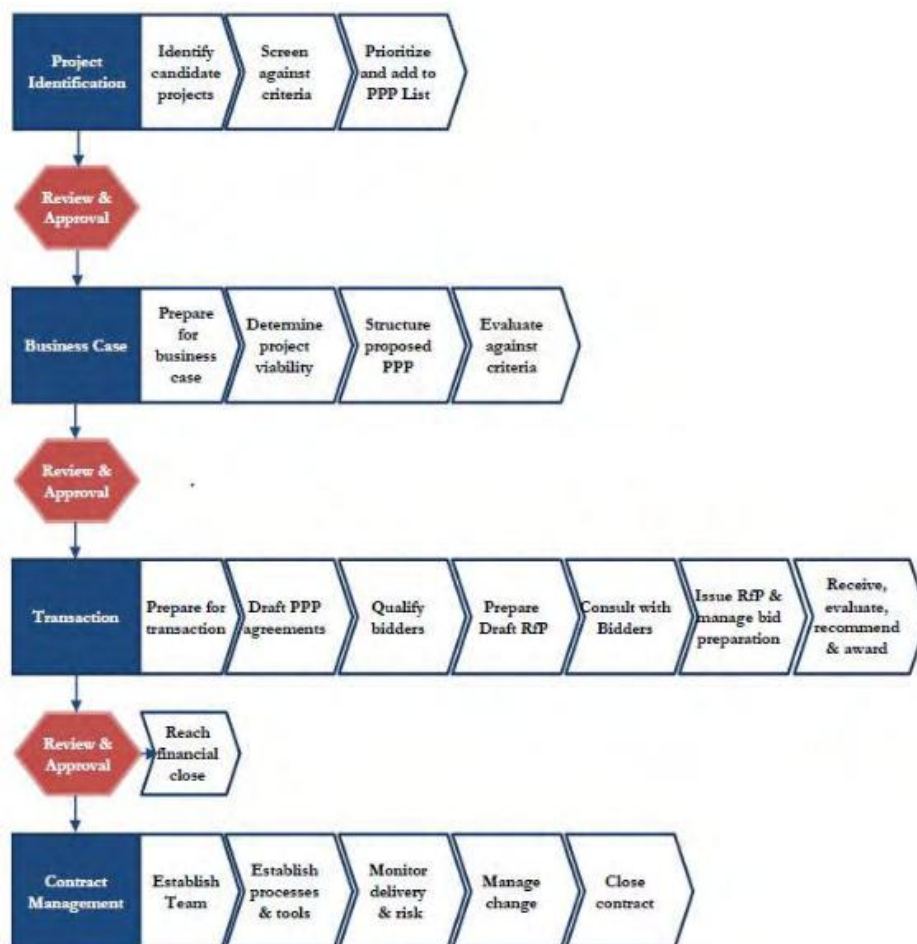 Project
Identification
Identify
candidate
projects
Screen
against
criteria
Prioritize
and add to
PPP List
Review &
Approval
Business Case
Prepare
for
business
case
Determine
project
viability
Structure
proposed
PPP
Evaluate
against
criteria
Review &
Approval
Transaction
Prepare for
transaction
Draft PPP
agreements
Qualify
bidders
Prepare
Draft RfP
Consult with
Bidders
Issue RfP &
manage bid
preparation
Receive,
evaluate,
recommend
& award
Review &
Approval
Reach
financial
close
Contract
Management
Establish
Team
Establish
processes
& tools
Monitor
delivery
& risk
Manage
change
Close
contract